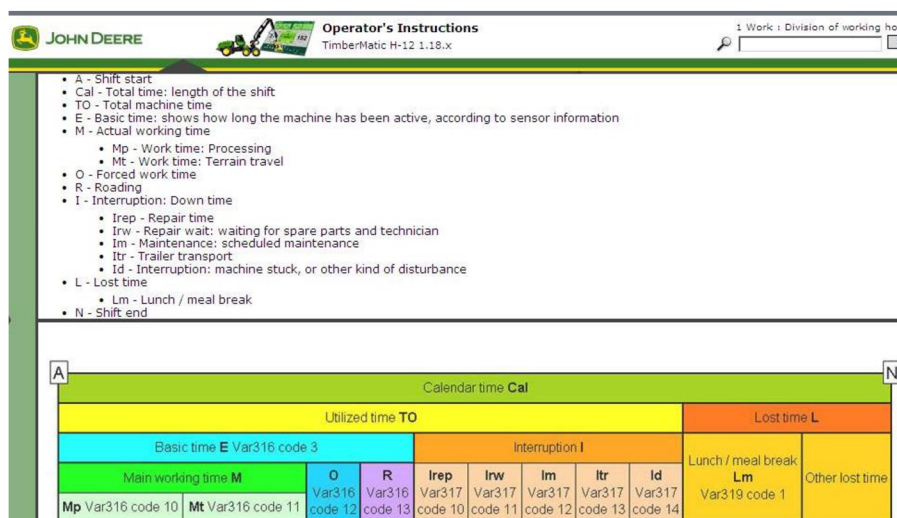 JOHN DEERE
Operator's Instructions
TimberMatic H-12 1.18.x
1 Work : Division of working
• A - Shift start
• Cal - Total time: length of the shift
• TO - Total machine time
• E - Basic time: shows how long the machine has been active, according to sensor information
• M - Actual working time
• Mp - Work time: Processing
• Mt - Work time: Terrain travel
• O - Forced work time
• R - Roading
• I - Interruption: Down time
• Irep - Repair time
• Irw - Repair wait: waiting for spare parts and technician
• Im - Maintenance: scheduled maintenance
• Itr - Trailer transport
• Id - Interruption: machine stuck, or other kind of disturbance
• L - Lost time
• Lm - Lunch / meal break
• N - Shift end
A
N
Calendar time Cal
Utilized time TO
Lost time L
Basic time E Var316 code 3
Interruption I
Main working time M
Mp Var316 code 10
Mt Var316 code 11
O
Var316
code 12
R
Var316
code 13
Irep
Var317
code 10
Irw
Var317
code 11
Im
Var317
code 12
Itr
Var317
code 13
Id
Var317
code 14
Lunch / meal break
Lm
Var319 code 1
Other lost time